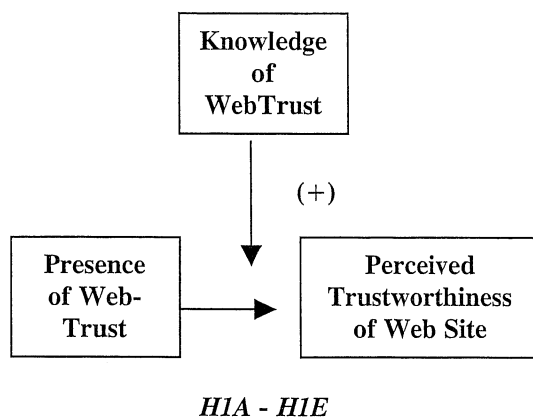 Knowledge
of
WebTrust
(+)
Presence
of Web-
Trust
Perceived
Trustworthiness
of Web Site
H1A - H1E